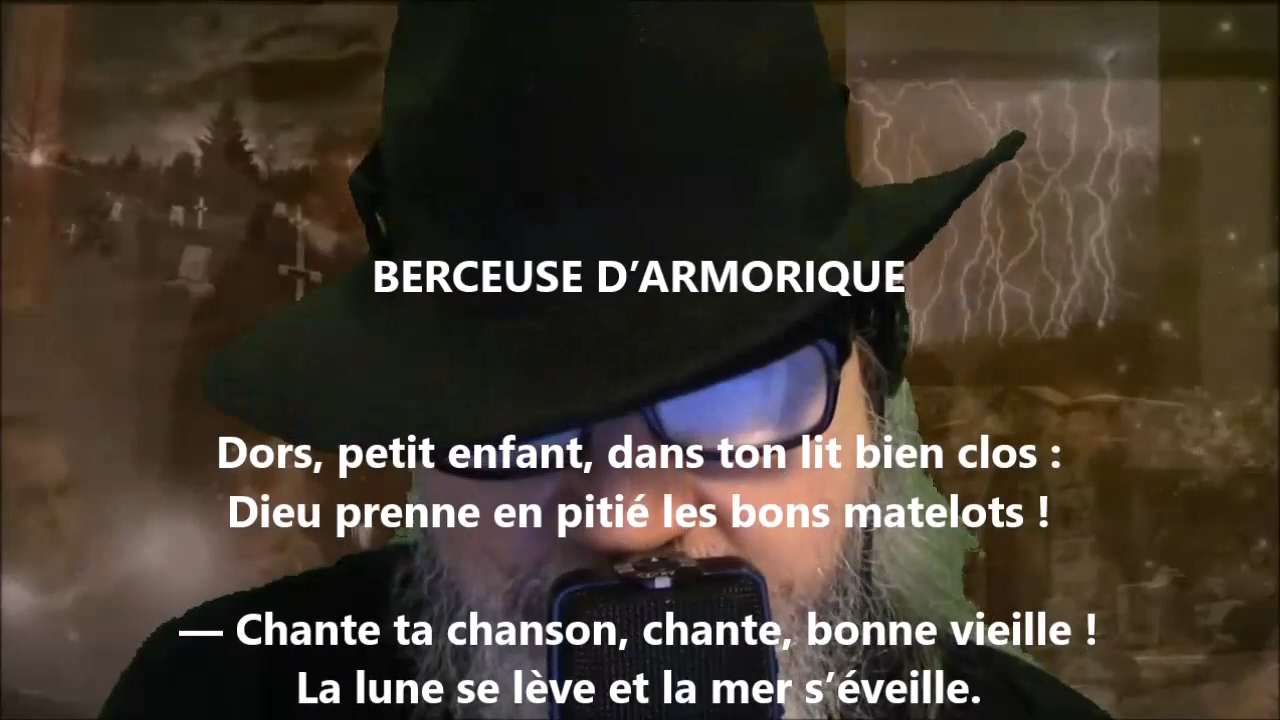 BERCEUSE D’ARMORIQUE
Dors, petit enfant, dans ton lit bien clos :
Dieu prenne en pitié les bons matelots !
— Chante ta chanson, chante, bonne vieille !
La lune se lève et la mer s’éveille.